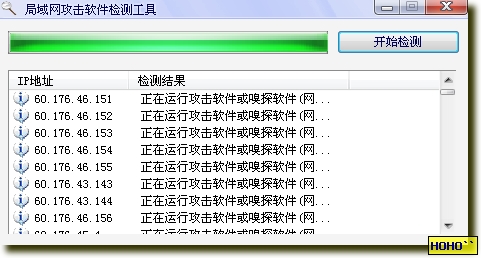 局域网攻击软件检测工具
开始检测
IP地址 检测结果
60.176.46.151 正在运行攻击软件或嗅探软件(网...
60.176.46.152 正在运行攻击软件或嗅探软件(网...
60.176.46.153 正在运行攻击软件或嗅探软件(网...
60.176.46.154 正在运行攻击软件或嗅探软件(网...
60.176.46.155 正在运行攻击软件或嗅探软件(网...
60.176.43.143 正在运行攻击软件或嗅探软件(网...
60.176.43.144 正在运行攻击软件或嗅探软件(网...
60.176.46.156 正在运行攻击软件或嗅探软件(网...
HOHO``